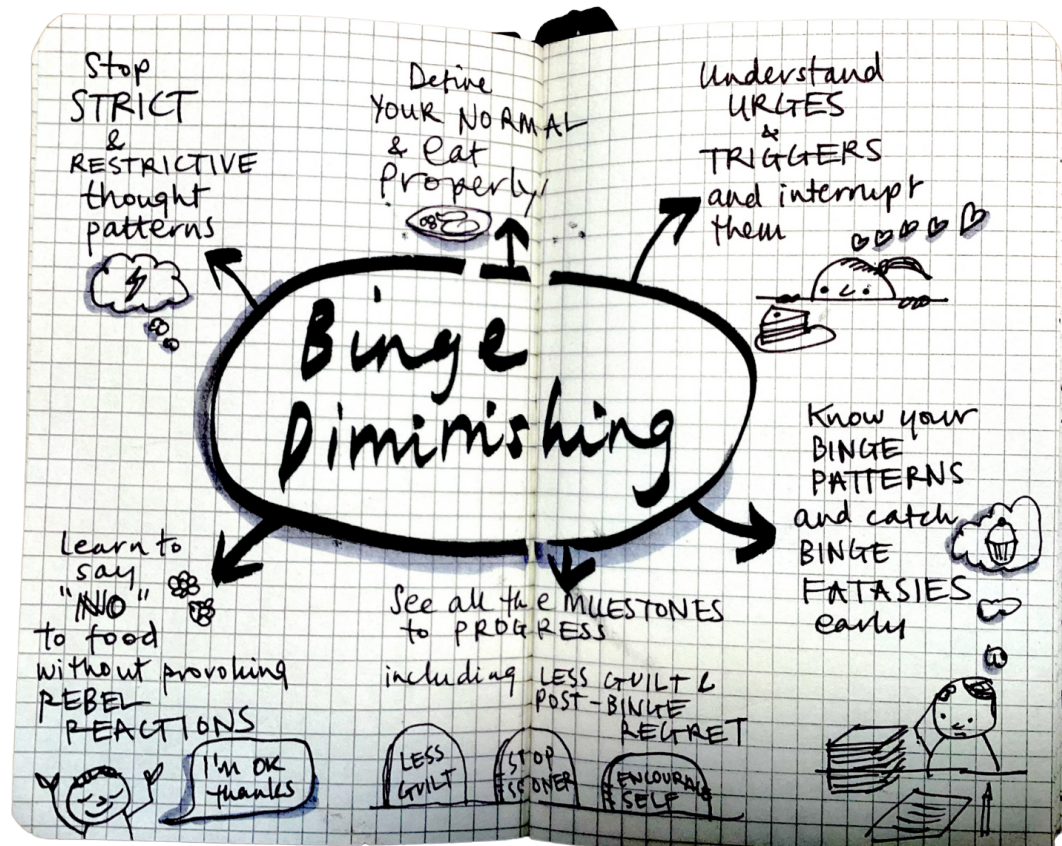 Stop
STRICT
&
RESTRICTIVE
thought
patterns
Define
YOUR NORMAL
& eat
Properly
Understand
URGES
&
TRIGGERS
and interrupt
them
Binge
Diminishing
Know your
BINGE
PATTERNS
and catch
BINGE
FATASIES
early
Learn to
say
"NO"
to food
without provoking
REBEL
REACTIONS
I'm OK
thanks
See all the MILESTONES
to PROGRESS
including LESS GUILT &
POST-BINGE
REGRET
LESS
GUILT
STOP
SOONER
ENCOURAGE
SELF